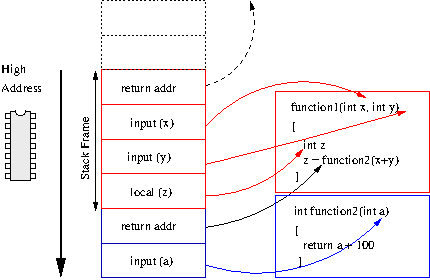 High
Address
Stack Frame
return addr
input (x)
input (y)
local (z)
return addr
input (a)
function1(int x, int y)
[
int z
z = function2(x+y)
]
int function2(int a)
[
return a + 100
]